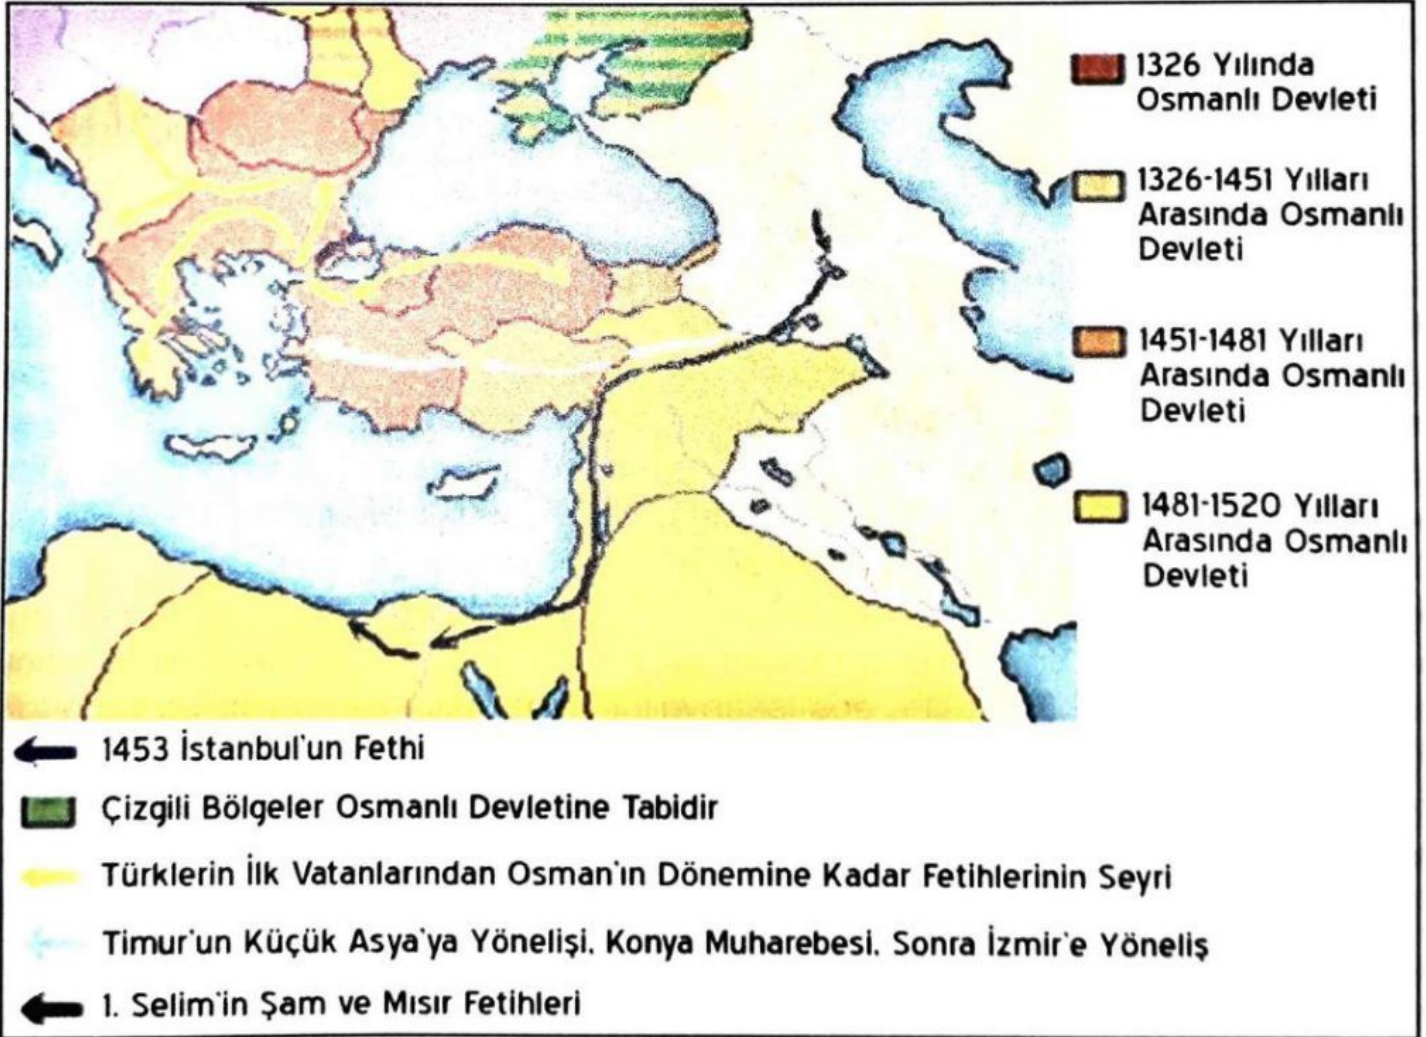 1326 Yılında
Osmanlı Devleti
1326-1451 Yılları
Arasında Osmanlı
Devleti
1451-1481 Yılları
Arasında Osmanlı
Devleti
1481-1520 Yılları
Arasında Osmanlı
Devleti
1453 İstanbul'un Fethi
Çizgili Bölgeler Osmanlı Devletine Tabidir
Türklerin İlk Vatanlarından Osman'ın Dönemine Kadar Fetihlerinin Seyri
Timur'un Küçük Asya'ya Yönelişi. Konya Muharebesi. Sonra İzmir'e Yöneliş
1. Selim'in Şam ve Mısır Fetihleri